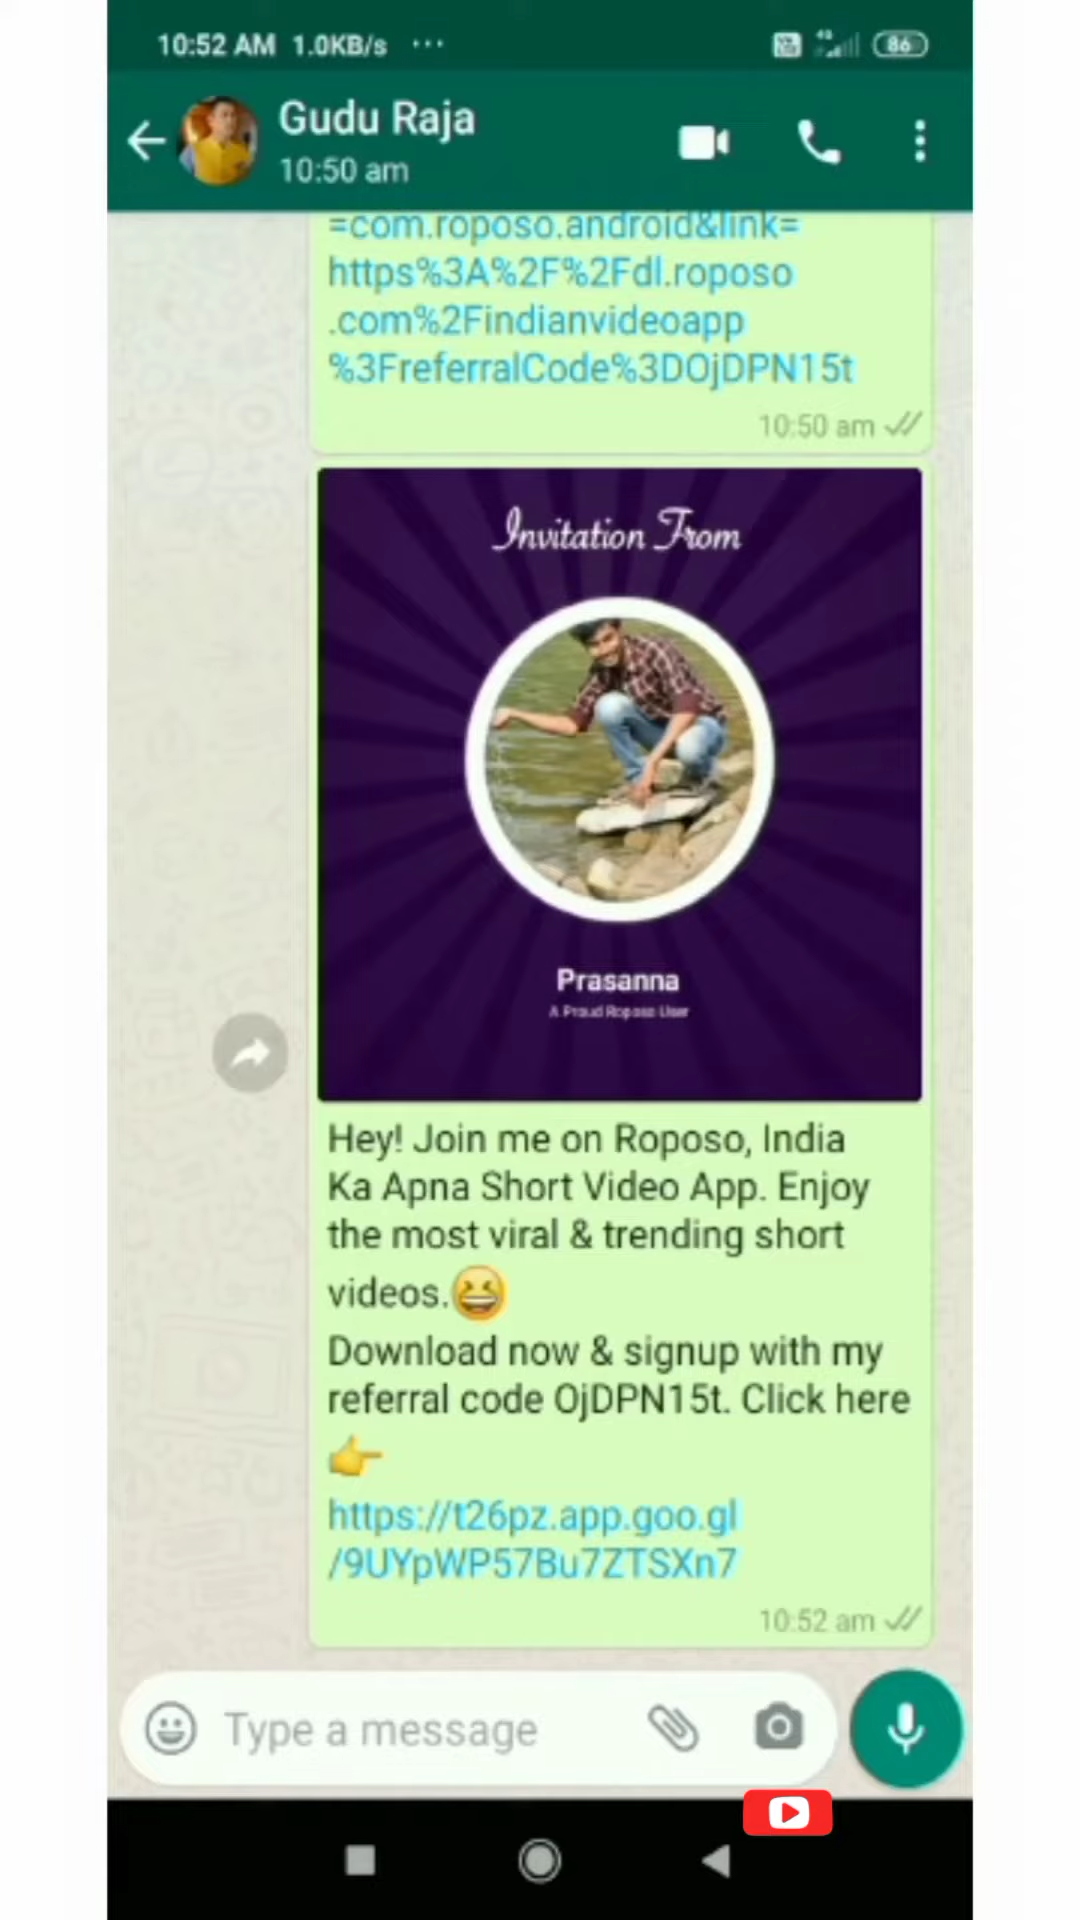 10:52 AM 1.0KB/s ...
4G
86
Gudu Raja
10:50 am
=com.roposo.android&link=
https%3A%2F%2Fdl.roposo
.com%2Findianvideoapp
%3FreferralCode%3DOjDPN15t
10:50 am
Invitation From
Prasanna
A Proud Roposo User
Hey! Join me on Roposo, India
Ka Apna Short Video App. Enjoy
the most viral & trending short
videos.😆
Download now & signup with my
referral code OjDPN15t. Click here
👉
https://t26pz.app.goo.gl
/9UYpWP57Bu7ZTSXn7
10:52 am
Type a message